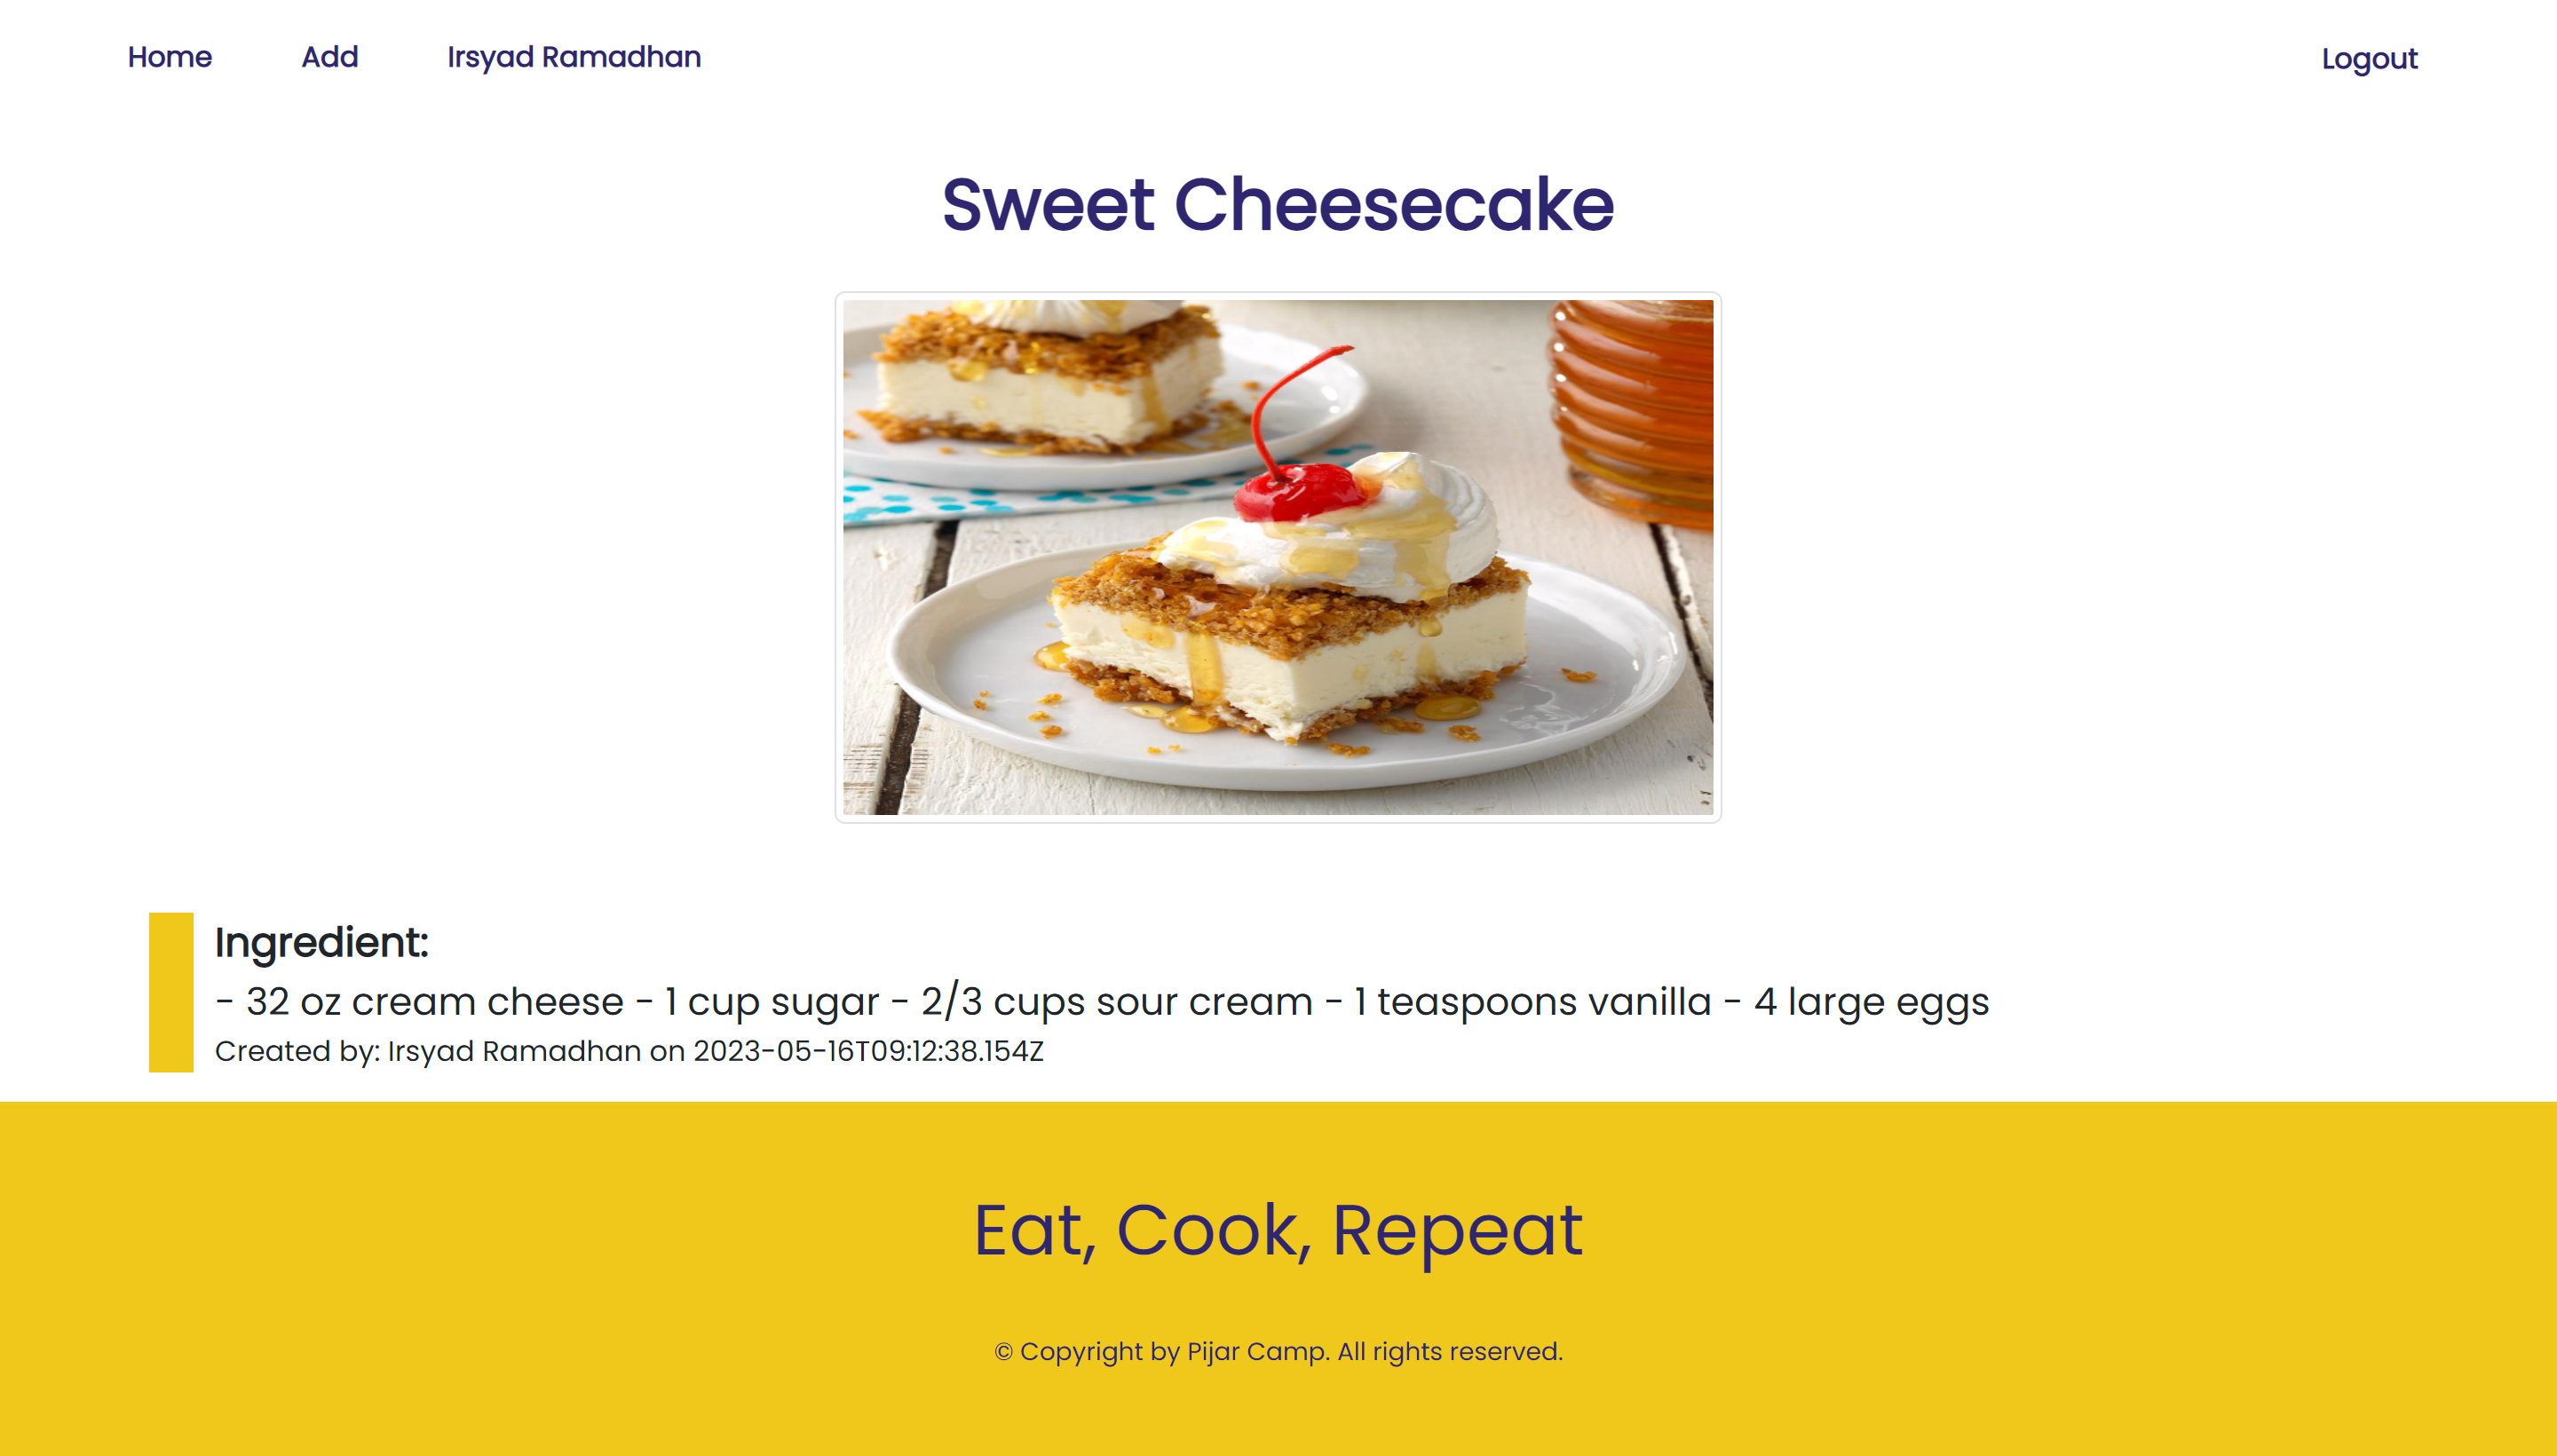 Home Add Irsyad Ramadhan Logout
Sweet Cheesecake
Ingredient:
- 32 oz cream cheese - 1 cup sugar - 2/3 cups sour cream - 1 teaspoons vanilla - 4 large eggs
Created by: Irsyad Ramadhan on 2023-05-16T09:12:38.154Z
Eat, Cook, Repeat
© Copyright by Pijar Camp. All rights reserved.